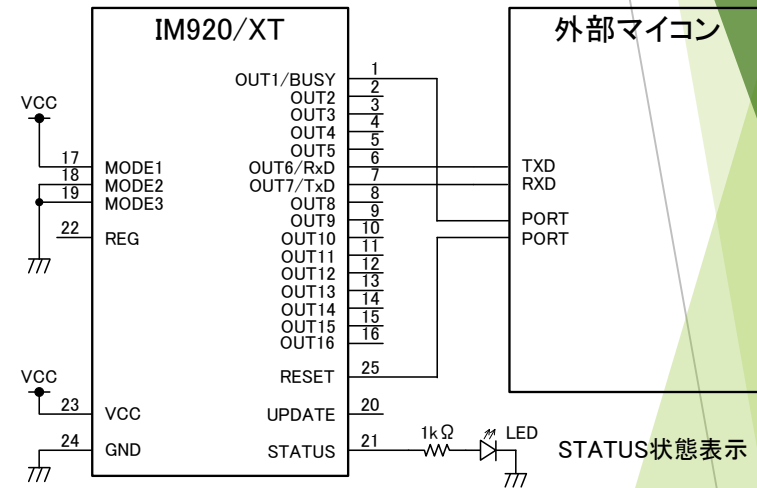 IM920/XT
外部マイコン
OUT1/BUSY 1
OUT2 2
OUT3 3
OUT4 4
OUT5 5
OUT6/RxD 6
OUT7/TxD 7
OUT8 8
OUT9 9
OUT10 10
OUT11 11
OUT12 12
OUT13 13
OUT14 14
OUT15 15
OUT16 16
RESET 25
UPDATE 20
STATUS 21
VCC
17 MODE1
18 MODE2
19 MODE3
22 REG
VCC
23 VCC
24 GND
TXD
RXD
PORT
PORT
1kΩ
LED
STATUS状態表示